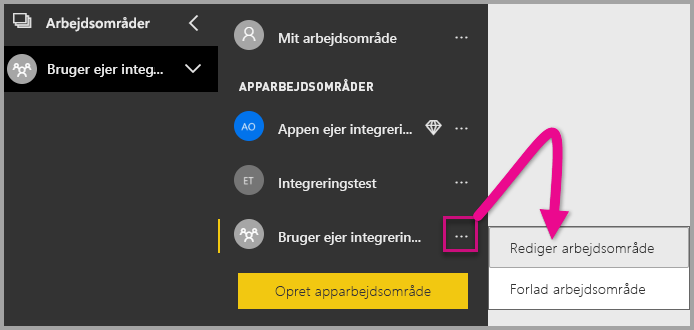 Arbejdsområder
Bruger ejer integ...
Mit arbejdsområde
APPARBEJDSOMRÅDER
AO
Appen ejer integreri...
ET
Integreringstest
Bruger ejer integrerin...
Opret apparbejdsområde
Rediger arbejdsområde
Forlad arbejdsområde